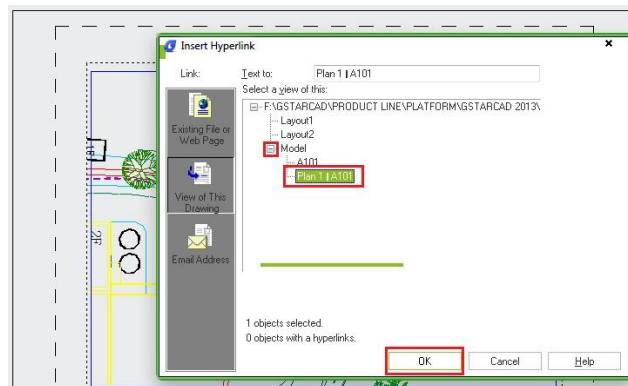 Insert Hyperlink
Link:
Text to:
Plan 1 | A101
Select a view of this:
F:\GSTARCAD\PRODUCT LINE\PLATFORM\GSTARCAD 2013\
Layout1
Layout2
Model
A101
Plan 1 | A101
Existing File or
Web Page
View of This
Drawing
Email Address
1 objects selected.
0 objects with a hyperlinks.
OK
Cancel
Help
2F